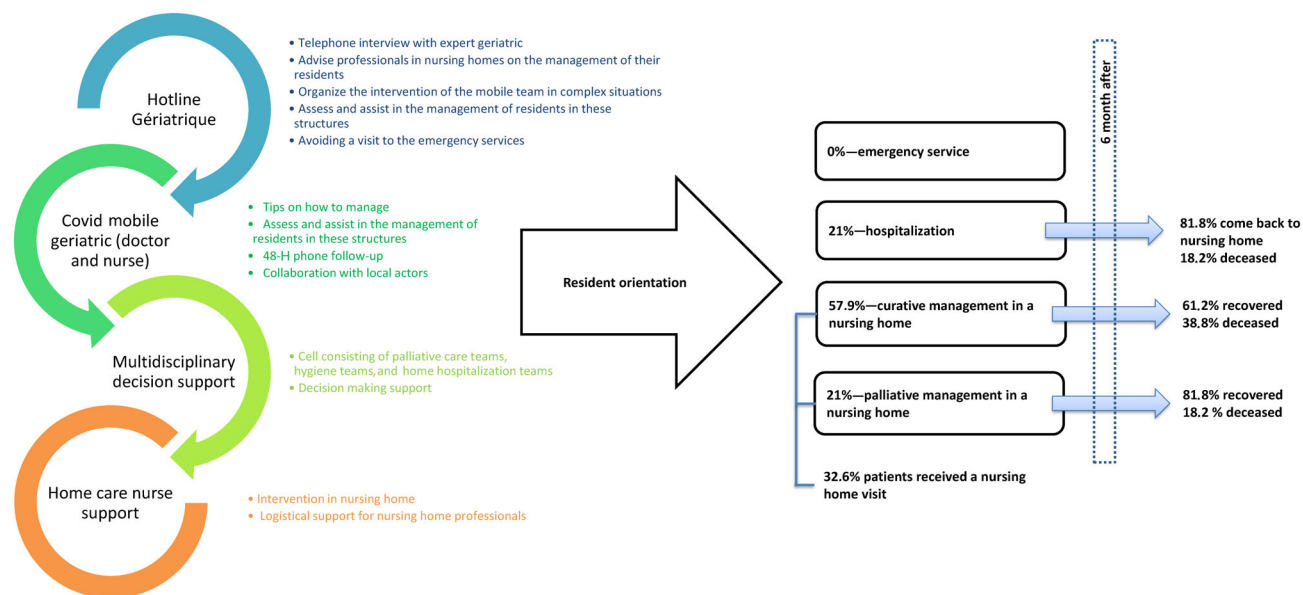 Hotline
Gériatrique
• Telephone interview with expert geriatric
• Advise professionals in nursing homes on the management of their
residents
• Organize the intervention of the mobile team in complex situations
• Assess and assist in the management of residents in these
structures
• Avoiding a visit to the emergency services
Covid mobile
geriatric (doctor
and nurse)
• Tips on how to manage
• Assess and assist in the management of
residents in these structures
• 48-H phone follow-up
• Collaboration with local actors
Multidisciplinary
decision support
• Cell consisting of palliative care teams,
hygiene teams, and home hospitalization teams
• Decision making support
Home care nurse
support
• Intervention in nursing home
• Logistical support for nursing home professionals
Resident orientation
0%—emergency service
21%—hospitalization
57.9%—curative management in a
nursing home
21%—palliative management in a
nursing home
32.6% patients received a nursing
home visit
6 month after
81.8% come back to
nursing home
18.2% deceased
61.2% recovered
38.8% deceased
81.8% recovered
18.2 % deceased